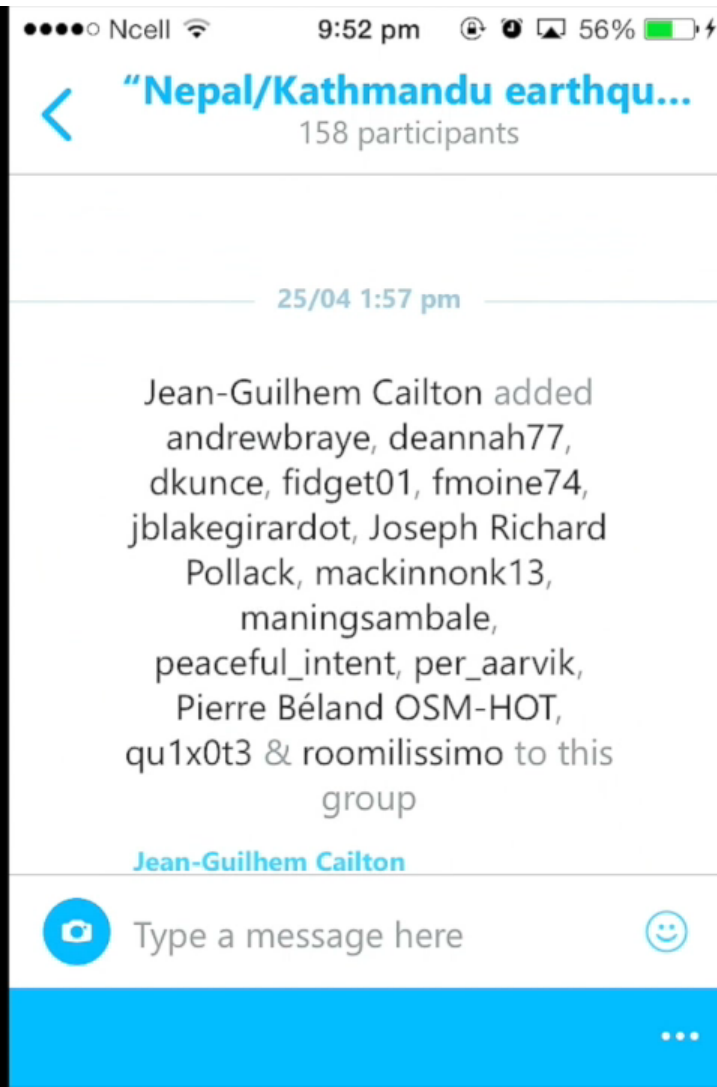 Ncell 9:52 pm 56%
“Nepal/Kathmandu earthqu...
158 participants
25/04 1:57 pm
Jean-Guilhem Cailton added
andrewbraye, deannah77,
dkunce, fidget01, fmoine74,
jblakegirardot, Joseph Richard
Pollack, mackinnonk13,
maningsambale,
peaceful_intent, per_aarvik,
Pierre Béland OSM-HOT,
qu1x0t3 & roomilissimo to this
group
Jean-Guilhem Cailton
Type a message here